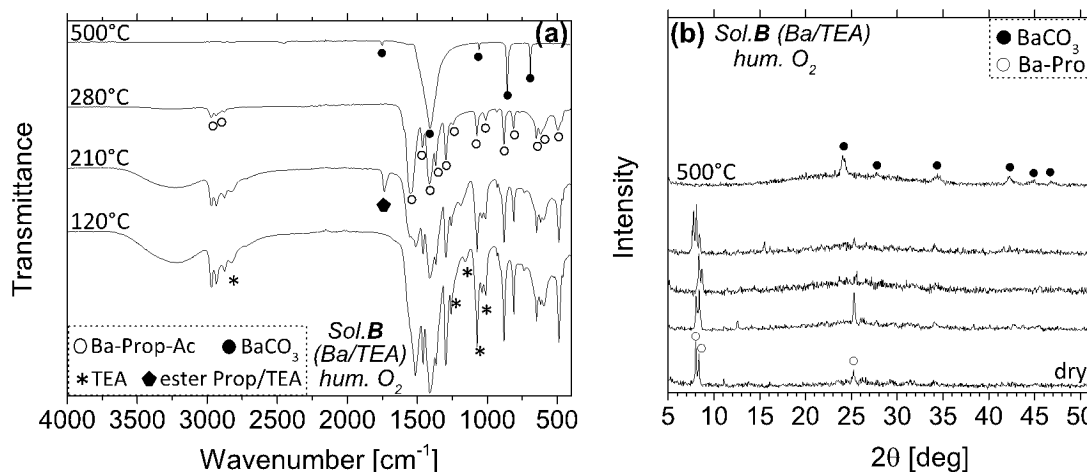 500°C
(a)
280°C
210°C
120°C
Transmittance
○ Ba-Prop-Ac ● BaCO3
* TEA ⬟ ester Prop/TEA
Sol.B
(Ba/TEA)
hum. O2
4000 3500 3000 2500 2000 1500 1000 500
Wavenumber [cm-1]
(b)
Sol.B (Ba/TEA)
hum. O2
● BaCO3
○ Ba-Pro
500°C
dry
Intensity
5 10 15 20 25 30 35 40 45
2θ [deg]